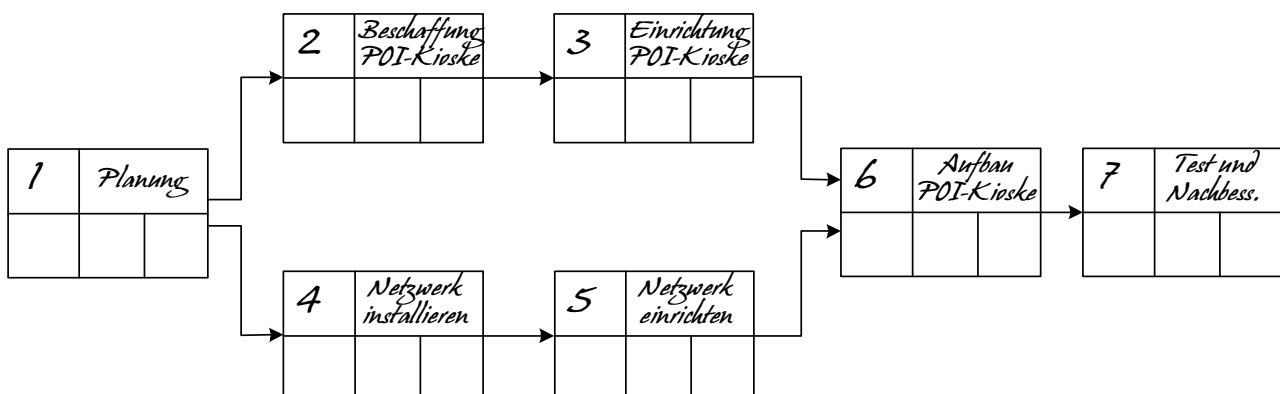 2
Beschaffung
POI-Kioske
3
Einrichtung
POI-Kioske
1
Planung
6
Aufbau
POI-Kioske
7
Test und
Nachbess.
4
Netzwerk
installieren
5
Netzwerk
einrichten